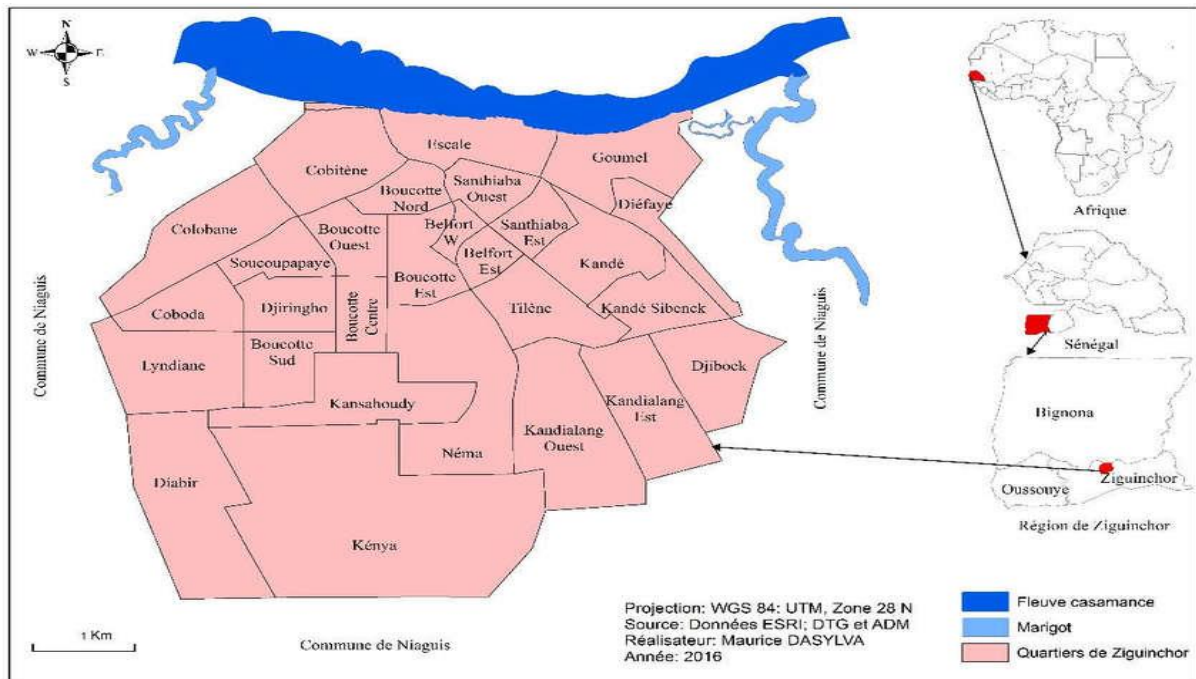 N
W
E
S
Escale
Goumel
Cobitène
Santhiaba
Ouest
Boucotte
Nord
Diéfaye
Colobane
Boucotte
Ouest
Belfort
W
Santhiaba
Est
Soucoupapaye
Belfort
Est
Kandé
Boucotte
Est
Coboda
Djiringho
Boucotte
Centre
Tilène
Kandé Sibenck
Lyndiane
Boucotte
Sud
Djibock
Kansahoudy
Kandialang
Est
Kandialang
Ouest
Néma
Diabir
Kénya
Commune de Niaguis
Commune de Niaguis
Commune de Niaguis
1 Km
Afrique
Sénégal
Bignona
Oussouye
Ziguinchor
Région de Ziguinchor
Projection: WGS 84: UTM, Zone 28 N
Source: Données ESRI; DTG et ADM
Réalisateur: Maurice DASYLVA
Année: 2016
Fleuve casamance
Marigot
Quartiers de Ziguinchor